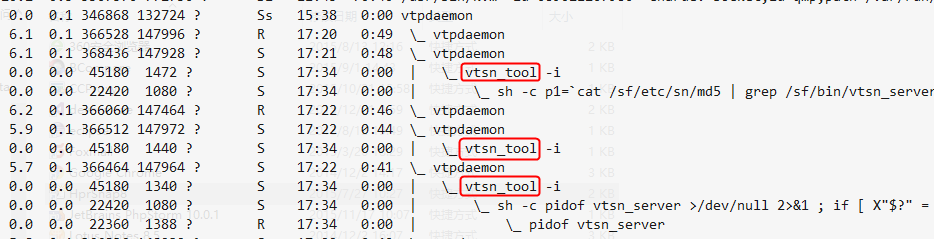 0.1 346868 132724 ? Ss 15:38 0:00 vtpdaemon
6.1 0.1 366528 147996 ? R 17:20 0:49 \_ vtpdaemon
6.1 0.1 368436 147928 ? S 17:21 0:48 \_ vtpdaemon
0.0 0.0 45180 1472 ? S 17:34 0:00 | \_ vtsn_tool -i
0.0 0.0 22420 1080 ? S 17:34 0:00 \_ sh -c p1=`cat /sf/etc/sn/md5 | grep /sf/bin/vtsn_server
6.2 0.1 366060 147464 ? R 17:22 0:46 \_ vtpdaemon
5.9 0.1 366512 147972 ? S 17:22 0:44 \_ vtpdaemon
0.0 0.0 45180 1440 ? S 17:34 0:00 | \_ vtsn_tool -i
5.7 0.1 366464 147964 ? S 17:22 0:41 \_ vtpdaemon
0.0 0.0 45180 1340 ? S 17:34 0:00 | \_ vtsn_tool -i
0.0 0.0 22420 1080 ? S 17:34 0:00 | \_ sh -c pidof vtsn_server >/dev/null 2>&1 ; if [ X"$?" =
0.0 0.0 22360 1388 ? R 17:34 0:00 | \_ pidof vtsn_server